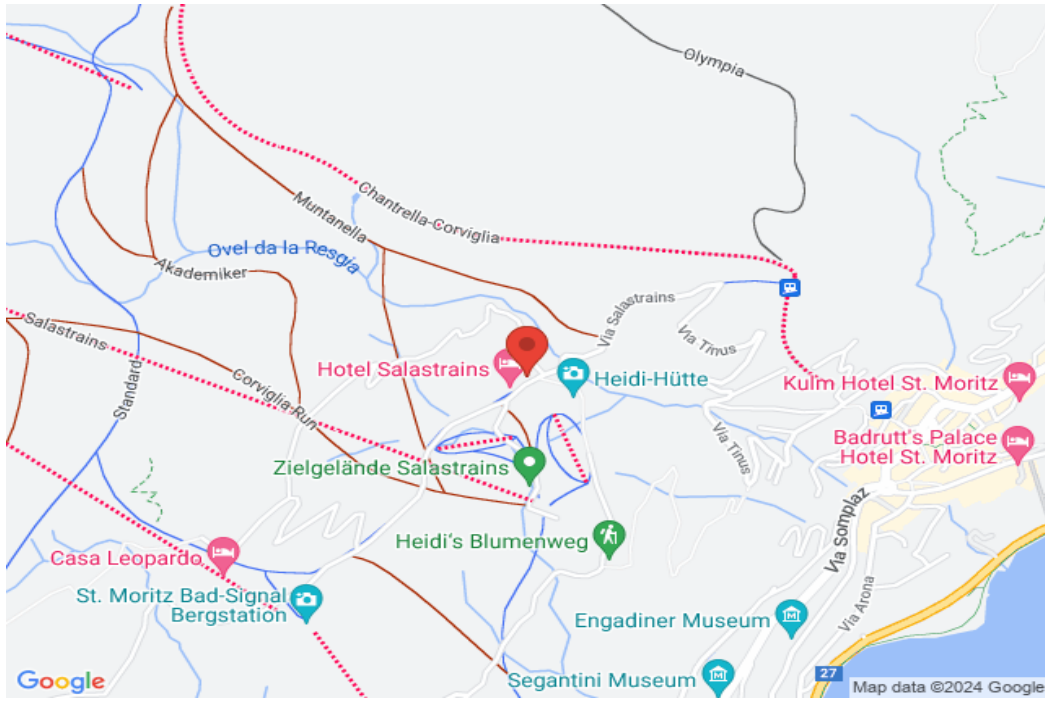 Olympia
Chantrella-Corviglia
Muntanella
Ovel da la Resgia
Akademiker
Via Salastrains
Salastrains
Via Tinus
Hotel Salastrains
Heidi-Hütte
Kulm Hotel St. Moritz
Corviglia-Run
Standard
Badrutt's Palace
Hotel St. Moritz
Via Tinus
Zielgelände Salastrains
Via Somplaz
Heidi's Blumenweg
Casa Leopardo
St. Moritz Bad-Signal
Bergstation
Via Arona
Engadiner Museum
Segantini Museum
27
Google
Map data ©2024 Google